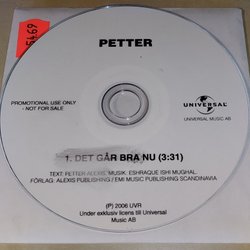 5469
PETTER
PROMOTIONAL USE ONLY
- NOT FOR SALE
UNIVERSAL
UNIVERSAL MUSIC AB
1. DET GÅR BRA NU (3:31)
TEXT: PETTER ALEXIS. MUSIK: ESHRAQUE ISHI MUGHAL.
FÖRLAG: ALEXIS PUBLISHING / EMI MUSIC PUBLISHING SCANDINAVIA
(P) 2006 UVR
Under exklusiv licens till Universal
Music AB